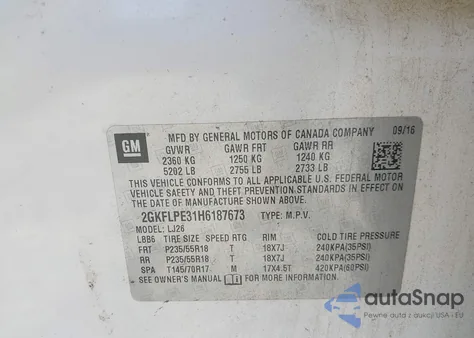 GM
MFD BY GENERAL MOTORS OF CANADA COMPANY 09/16
GVWR GAWR FRT GAWR RR
2360 KG 1250 KG 1240 KG
5202 LB 2755 LB 2733 LB
THIS VEHICLE CONFORMS TO ALL APPLICABLE U.S. FEDERAL MOTOR
VEHICLE SAFETY AND THEFT PREVENTION STANDARDS IN
EFFECT ON THE DATE OF MANUFACTURE SHOWN ABOVE.
2GKFLPE31H6187673 TYPE: M.P.V.
MODEL: LJ26
LBB6 TIRE SIZE SPEED RTG RIM COLD TIRE PRESSURE
FRT P235/55R18 T 18X7J 240KPA(35PSI)
RR P235/55R18 T 18X7J 240KPA(35PSI)
SPA T145/70R17 M 17X4.5T 420KPA(60PSI)
SEE OWNER'S MANUAL FOR MORE INFORMATION
autaSnap
Pewne auta z USA i